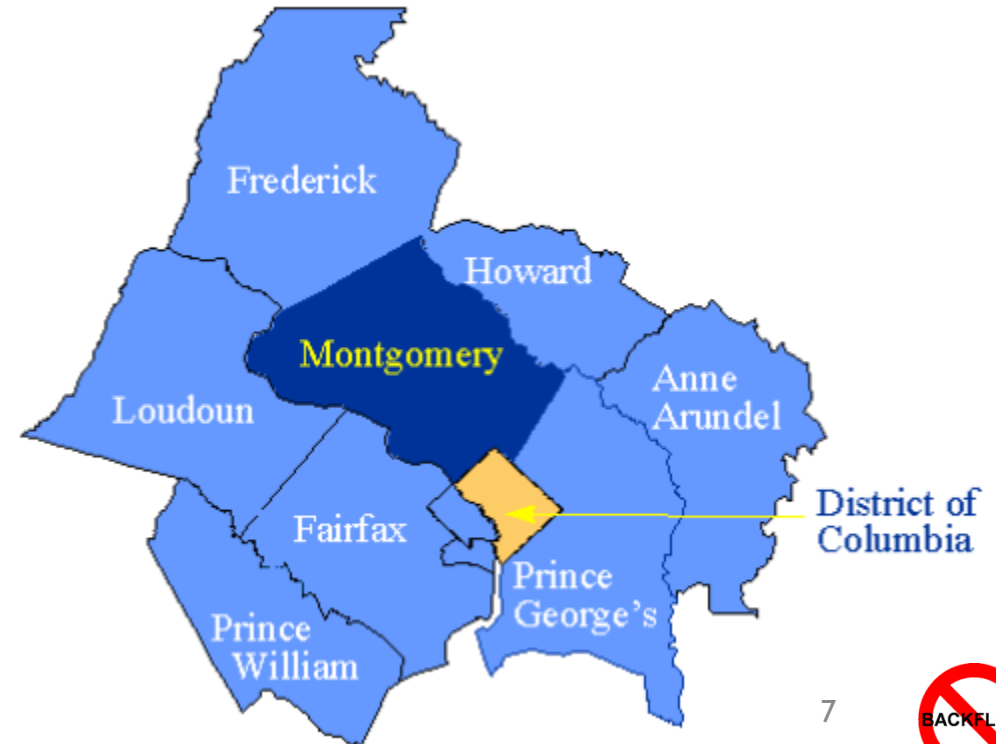 Frederick
Howard
Montgomery
Anne
Arundel
Loudoun
District of
Columbia
Fairfax
Prince
George's
Prince
William
7